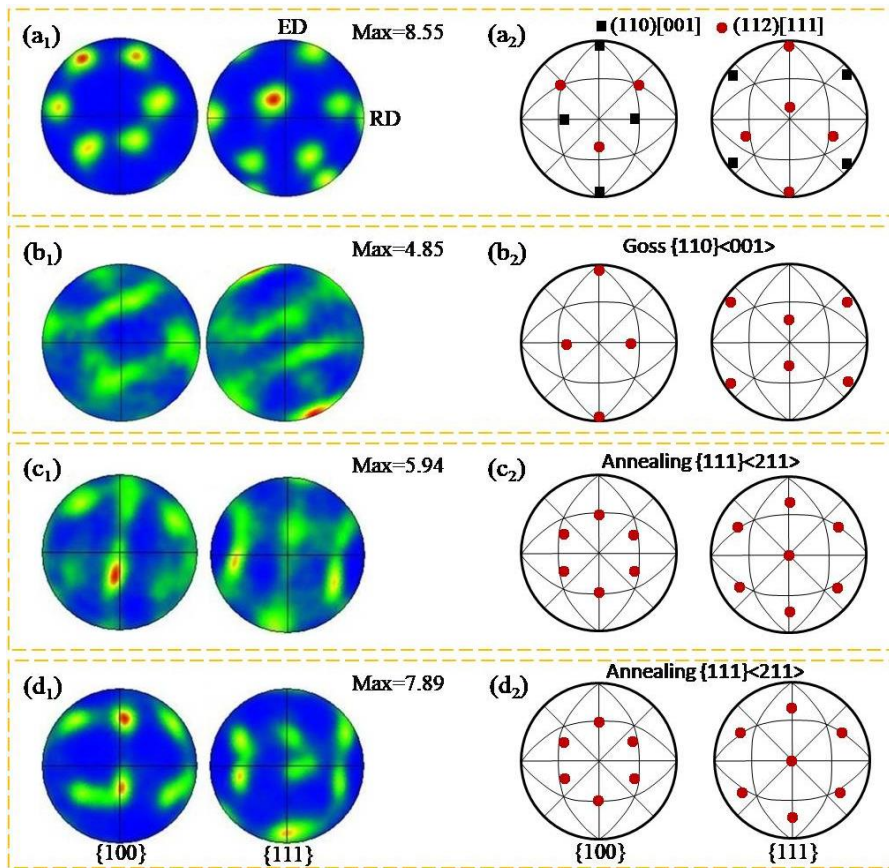 (a1) ED Max=8.55 (a2) (110)[001] (112)[111]
RD
(b1) Max=4.85 (b2) Goss {110}<001>
(c1) Max=5.94 (c2) Annealing {111}<211>
(d1) Max=7.89 (d2) Annealing {111}<211>
{100} {111} {100} {111}